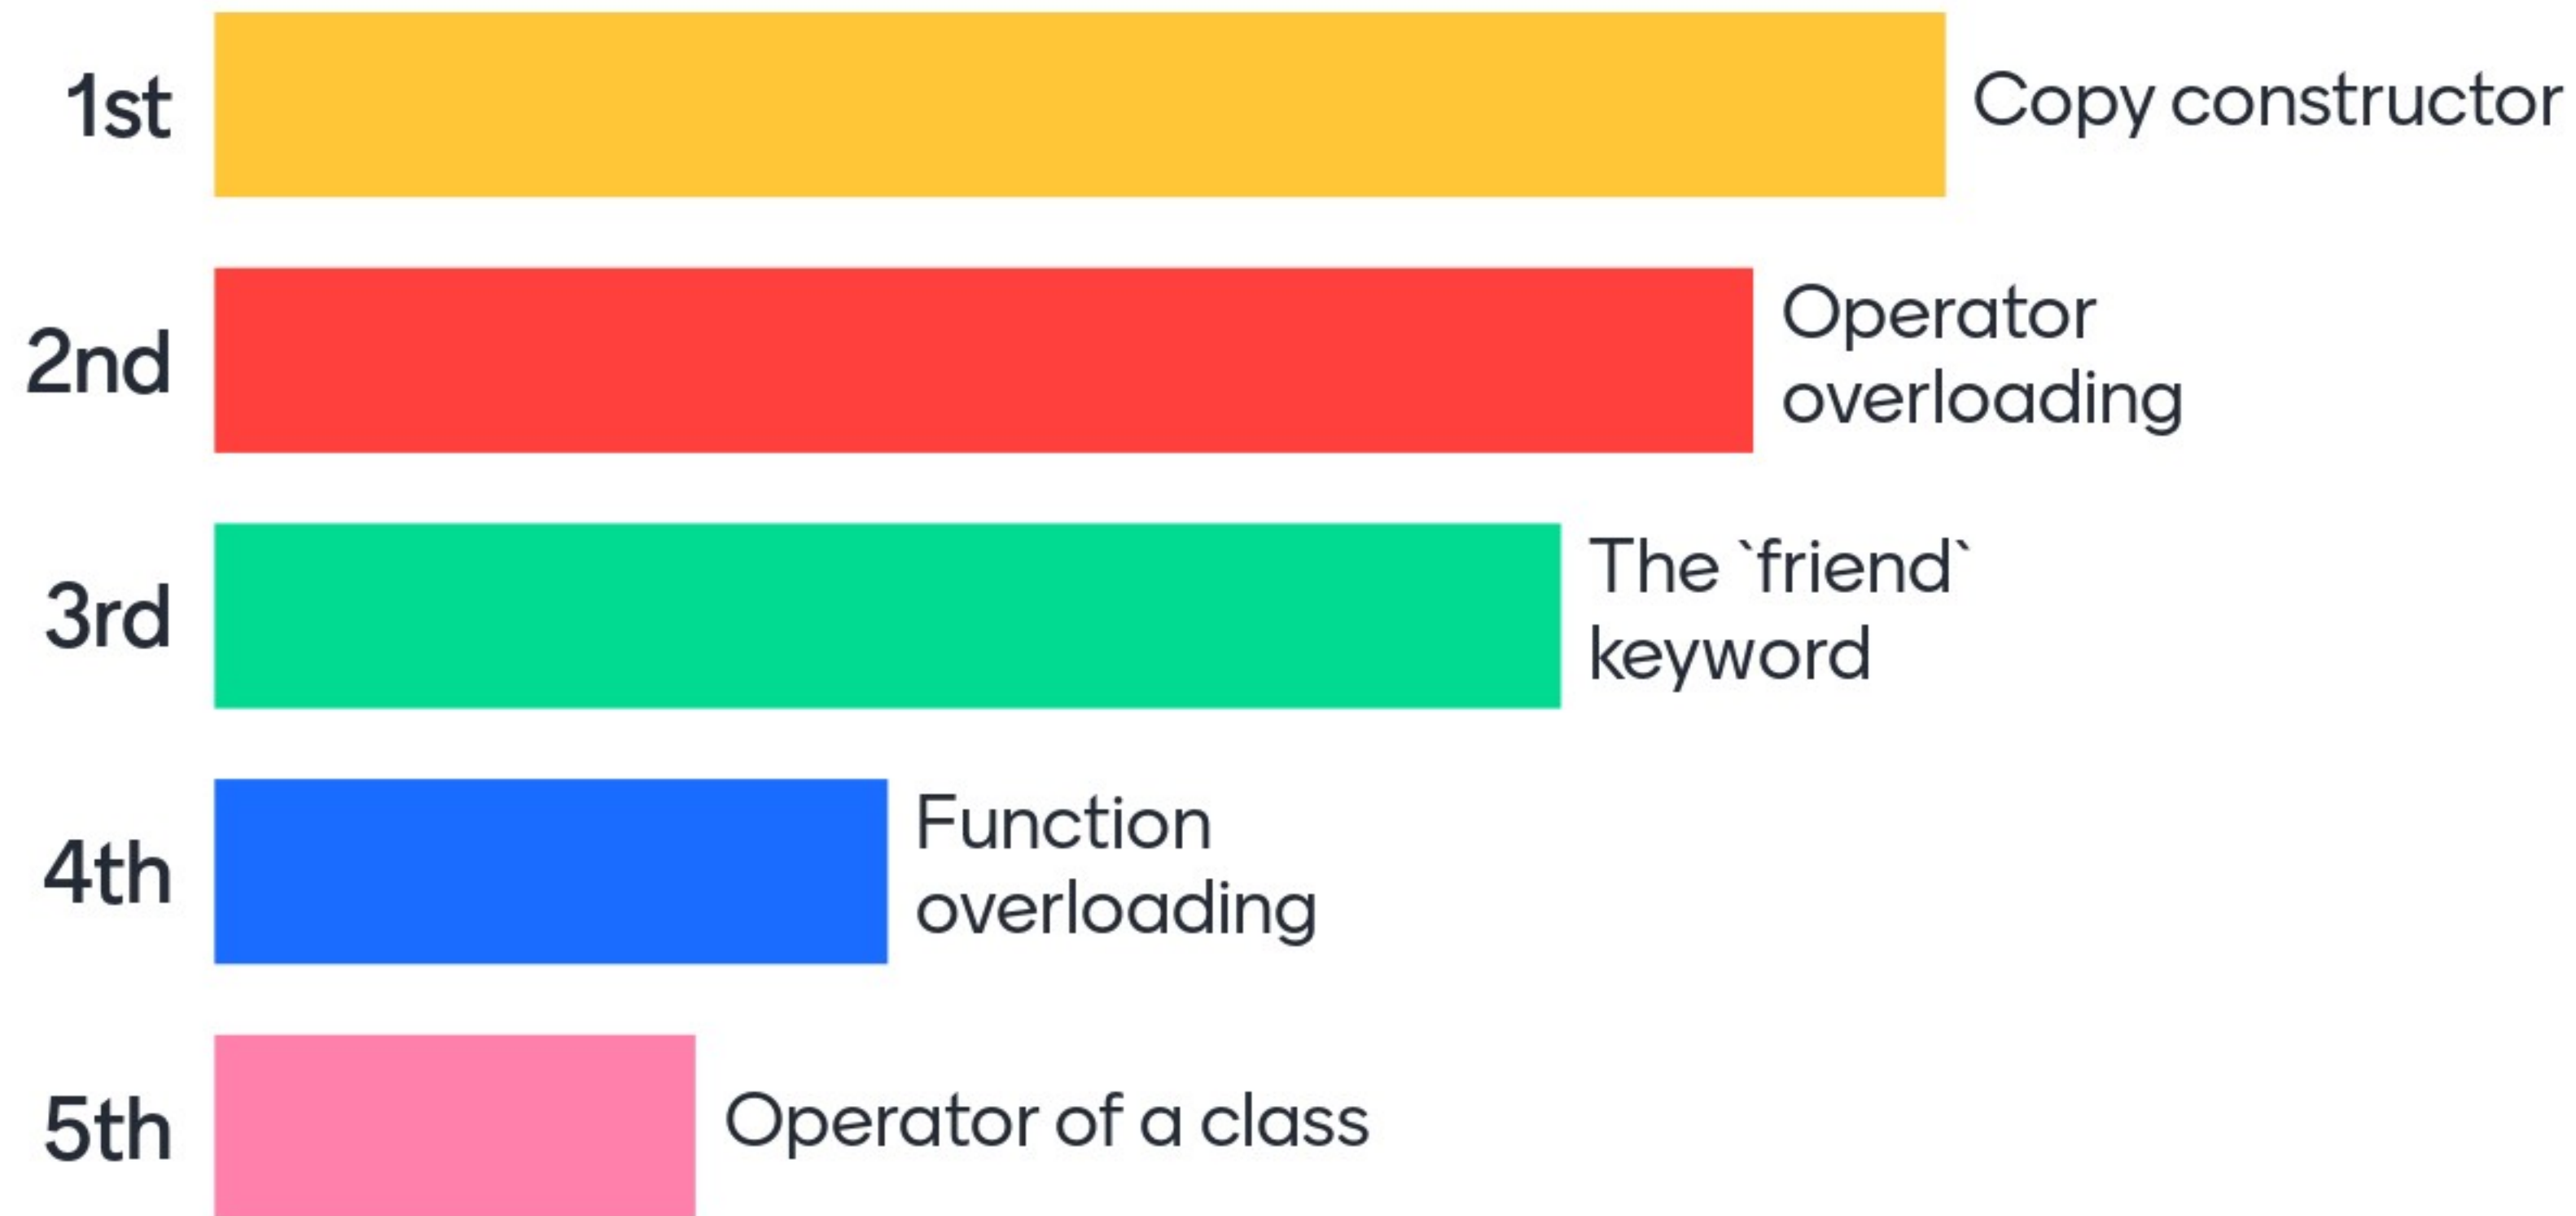 1st
Copy constructor
2nd
Operator
overloading
3rd
The `friend`
keyword
4th
Function
overloading
5th
Operator of a class